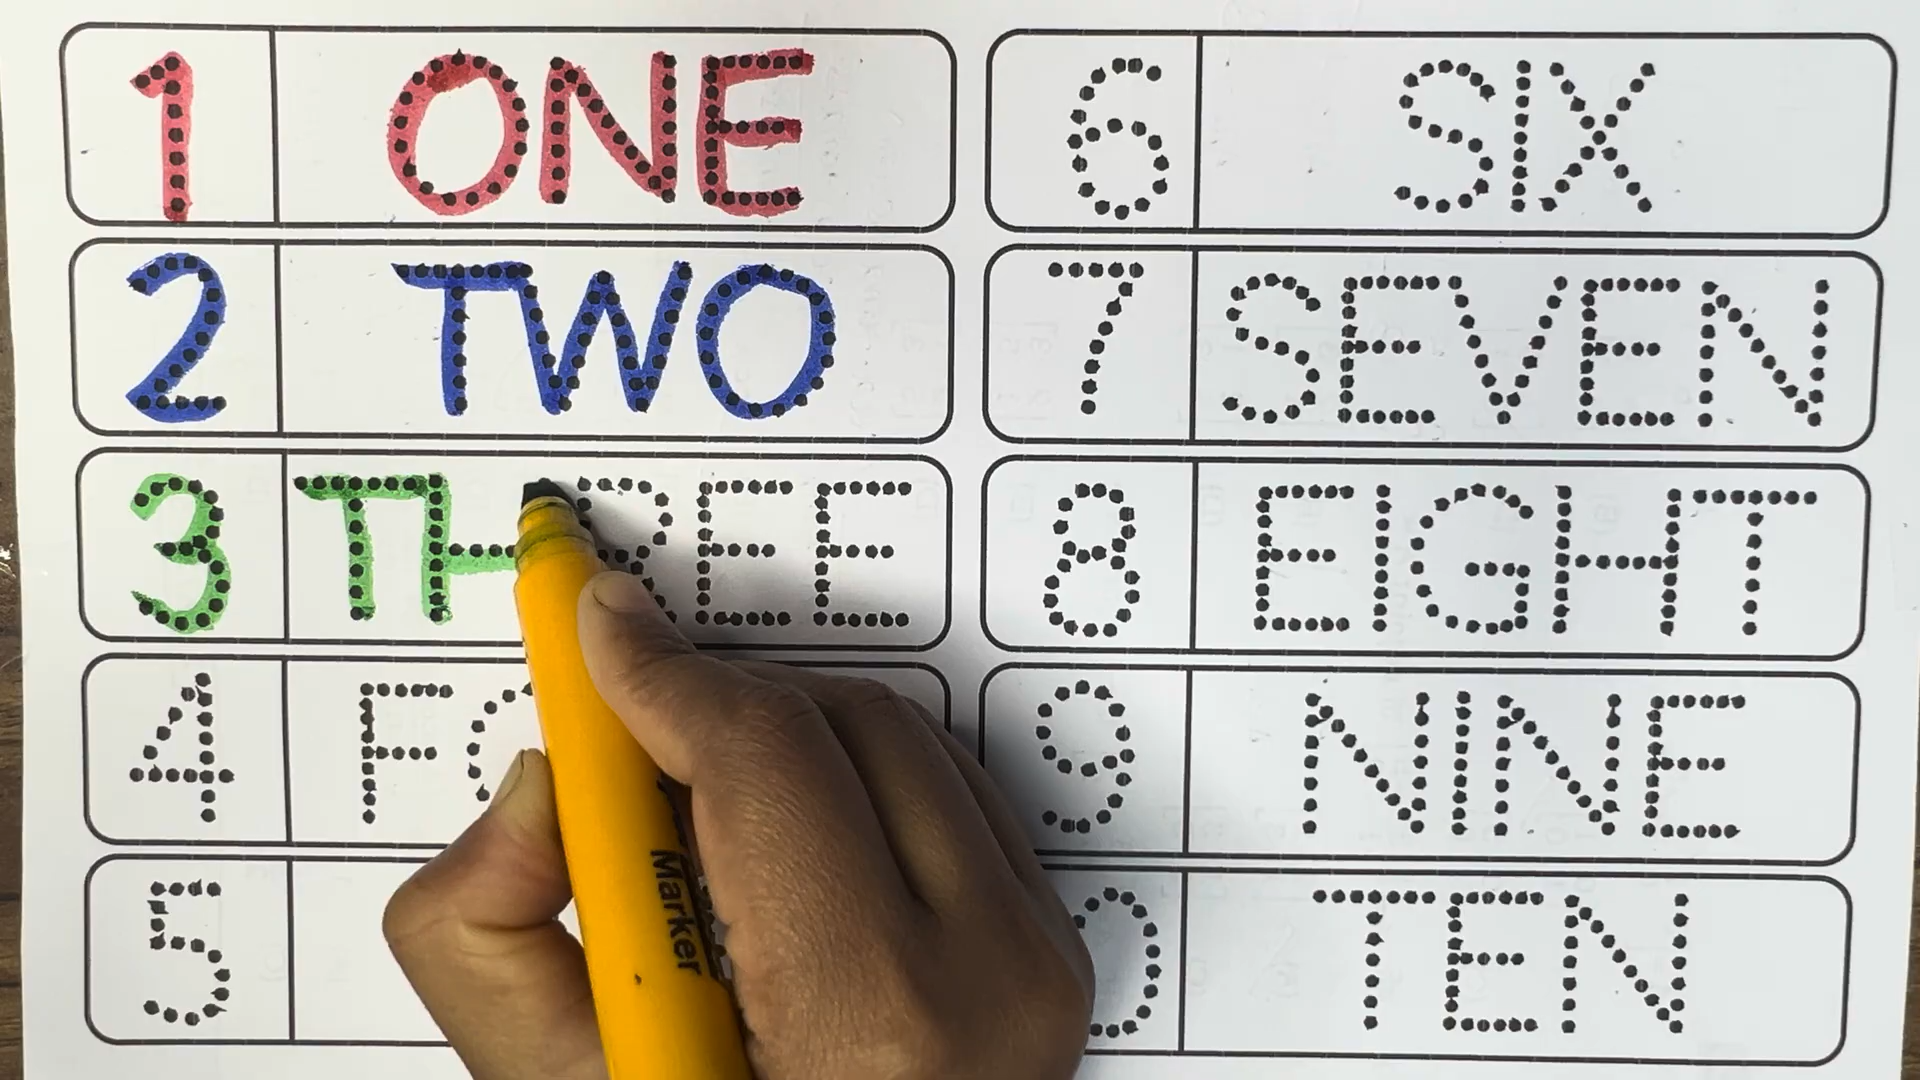 1 ONE
2 TWO
3 THREE
4
5
6 SIX
7 SEVEN
8 EIGHT
9 NINE
TEN
Marker